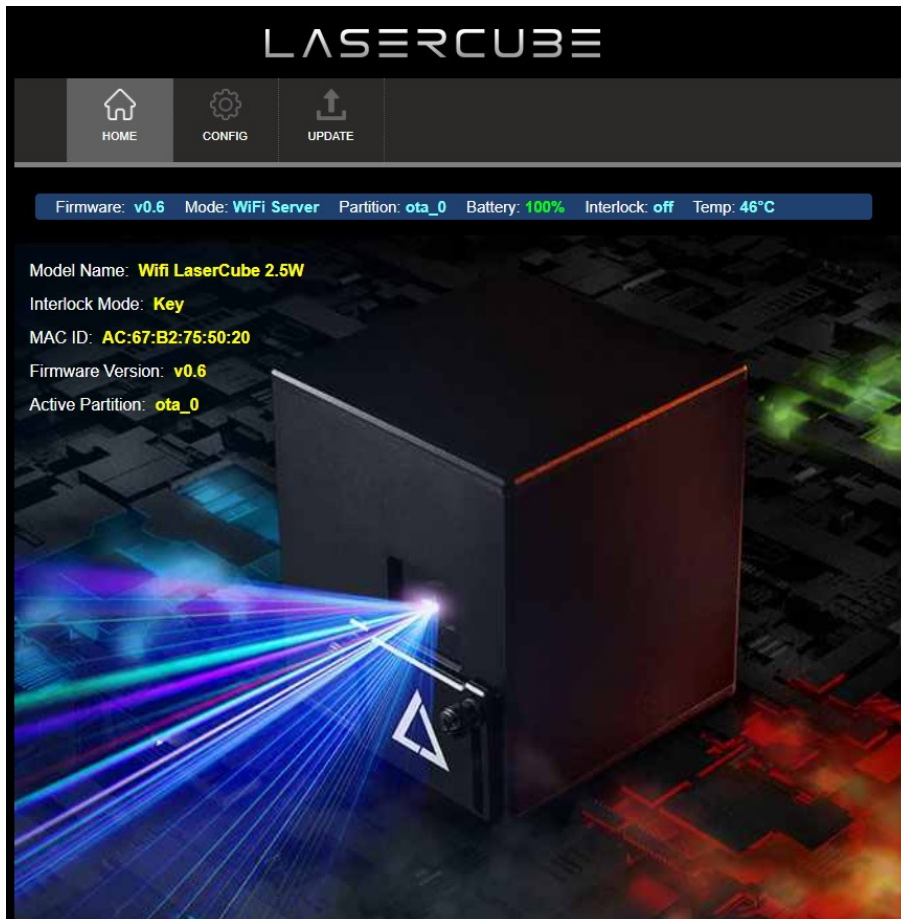 LASERCUBE
HOME CONFIG UPDATE
Firmware: v0.6 Mode: WiFi Server Partition: ota_0 Battery: 100% Interlock: off Temp: 46°C
Model Name: Wifi LaserCube 2.5W
Interlock Mode: Key
MAC ID: AC:67:B2:75:50:20
Firmware Version: v0.6
Active Partition: ota_0